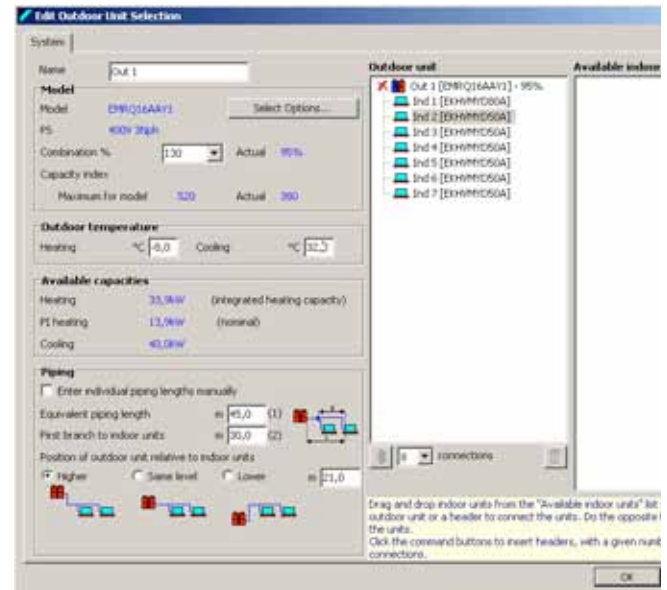 Edit Outdoor Unit Selection
System
Name Out 1
Model
Model EMRQ16AAY1 Select Options...
PS 400V 3Nph
Combination % 130 Actual 95%
Capacity index
Maximum for model 520 Actual 380
Outdoor temperature
Heating °C -8,0 Cooling °C 32,
Available capacities
Heating 33,9kW (integrated heating capacity)
PI heating 13,9kW (nominal)
Cooling 40,0kW
Piping
Enter individual piping lengths manually
Equivalent piping length m 45,0 (1)
First branch to indoor units m 30,0 (2)
Position of outdoor unit relative to indoor units
Higher Same level Lower m 21,0
Outdoor unit
Out 1 [EMRQ16AAY1] - 95%
Ind 1 [EKHVMYD80A]
Ind 2 [EKHVMYD50A]
Ind 3 [EKHVMYD50A]
Ind 4 [EKHVMYD50A]
Ind 5 [EKHVMYD50A]
Ind 6 [EKHVMYD50A]
Ind 7 [EKHVMYD50A]
8 connections
Available indoor
Drag and drop indoor units from the "Available indoor units" list
outdoor unit or a header to connect the units. Do the opposite
the units.
Click the command buttons to insert headers, with a given numb
connections.
OK